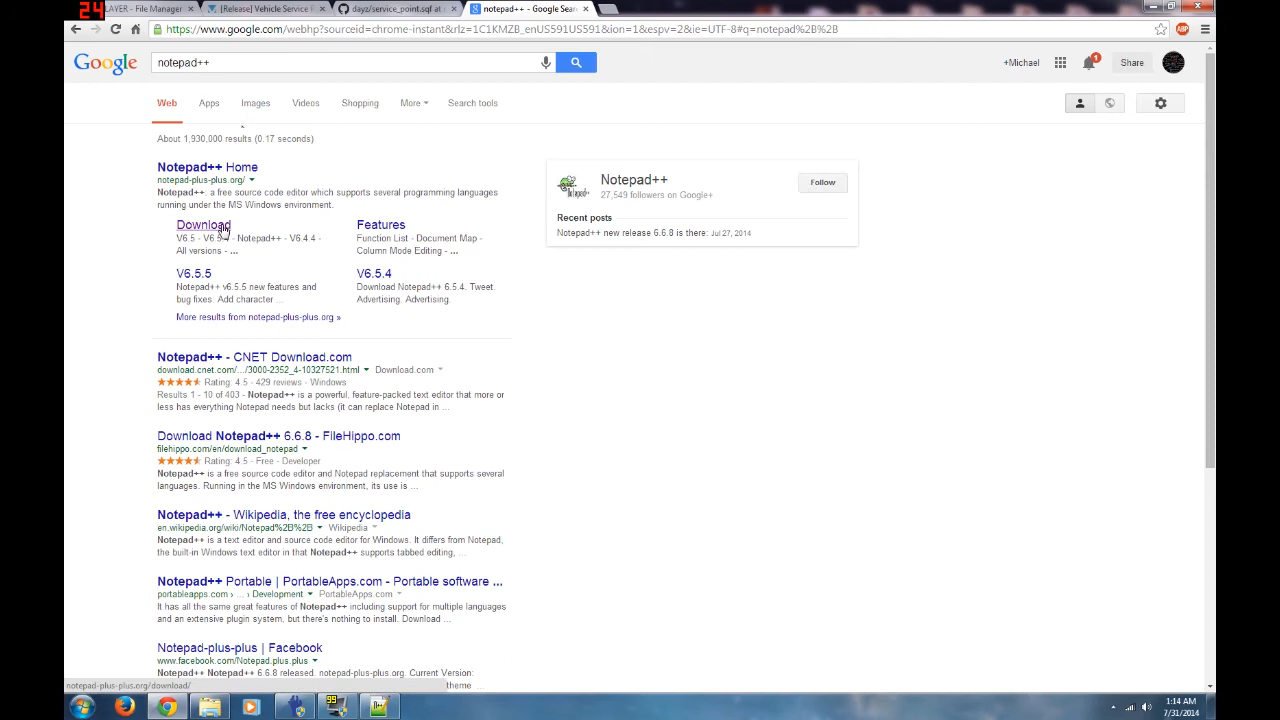 24
LAYER - File Manager
[Release] Vehicle Service P
dayz/service_point.sqf at
notepad++ - Google Sear
https://www.google.com/webhp?sourceid=chrome-instant&rlz=1C1KMZB_enUS591US591&ion=1&espv=2&ie=UTF-8#q=notepad%2B%2B
ABP
Google
notepad++
+Michael
1
Share
Web Apps Images Videos Shopping More Search tools
About 1,930,000 results (0.17 seconds)
Notepad++ Home
notepad-plus-plus.org/
Notepad++. a free source code editor which supports several programming languages
running under the MS Windows environment.
Download
V6.5 - V6.5.4 - Notepad++ - V6.4 4 -
All versions - ...
Features
Function List - Document Map -
Column Mode Editing - ...
V6.5.5
Notepad++ v6.5.5 new features and
bug fixes. Add character ...
V6.5.4
Download Notepad++ 6.5.4. Tweet.
Advertising. Advertising.
More results from notepad-plus-plus.org »
Notepad++
27,549 followers on Google+
Follow
Recent posts
Notepad++ new release 6.6.8 is there: Jul 27, 2014
Notepad++ - CNET Download.com
download.cnet.com/.../3000-2352_4-10327521.html Download.com
Rating: 4.5 - 429 reviews - Windows
Results 1 - 10 of 403 - Notepad++ is a powerful, feature-packed text editor that more or
less has everything Notepad needs but lacks (it can replace Notepad in ...
Download Notepad++ 6.6.8 - FileHippo.com
filehippo.com/en/download_notepad
Rating: 4.5 - Free - Developer
Notepad++ is a free source code editor and Notepad replacement that supports several
languages. Running in the MS Windows environment, its use is ...
Notepad++ - Wikipedia, the free encyclopedia
en.wikipedia.org/wiki/Notepad%2B%2B Wikipedia
Notepad++ is a text editor and source code editor for Windows. It differs from Notepad,
the built-in Windows text editor in that Notepad++ supports tabbed editing, ...
Notepad++ Portable | PortableApps.com - Portable software ...
portableapps.com › ... › Development PortableApps.com
It has all the same great features of Notepad++ including support for multiple languages
and an extensive plugin system, but there's nothing to install. Download ...
Notepad-plus-plus | Facebook
www.facebook.com/Notepad.plus.plus
Notepad++ Notepad++ 6.6.8 released. notepad-plus-plus.org. Current Version:
notepad-plus-plus.org/download/
theme ...
99
1:14 AM
7/31/2014